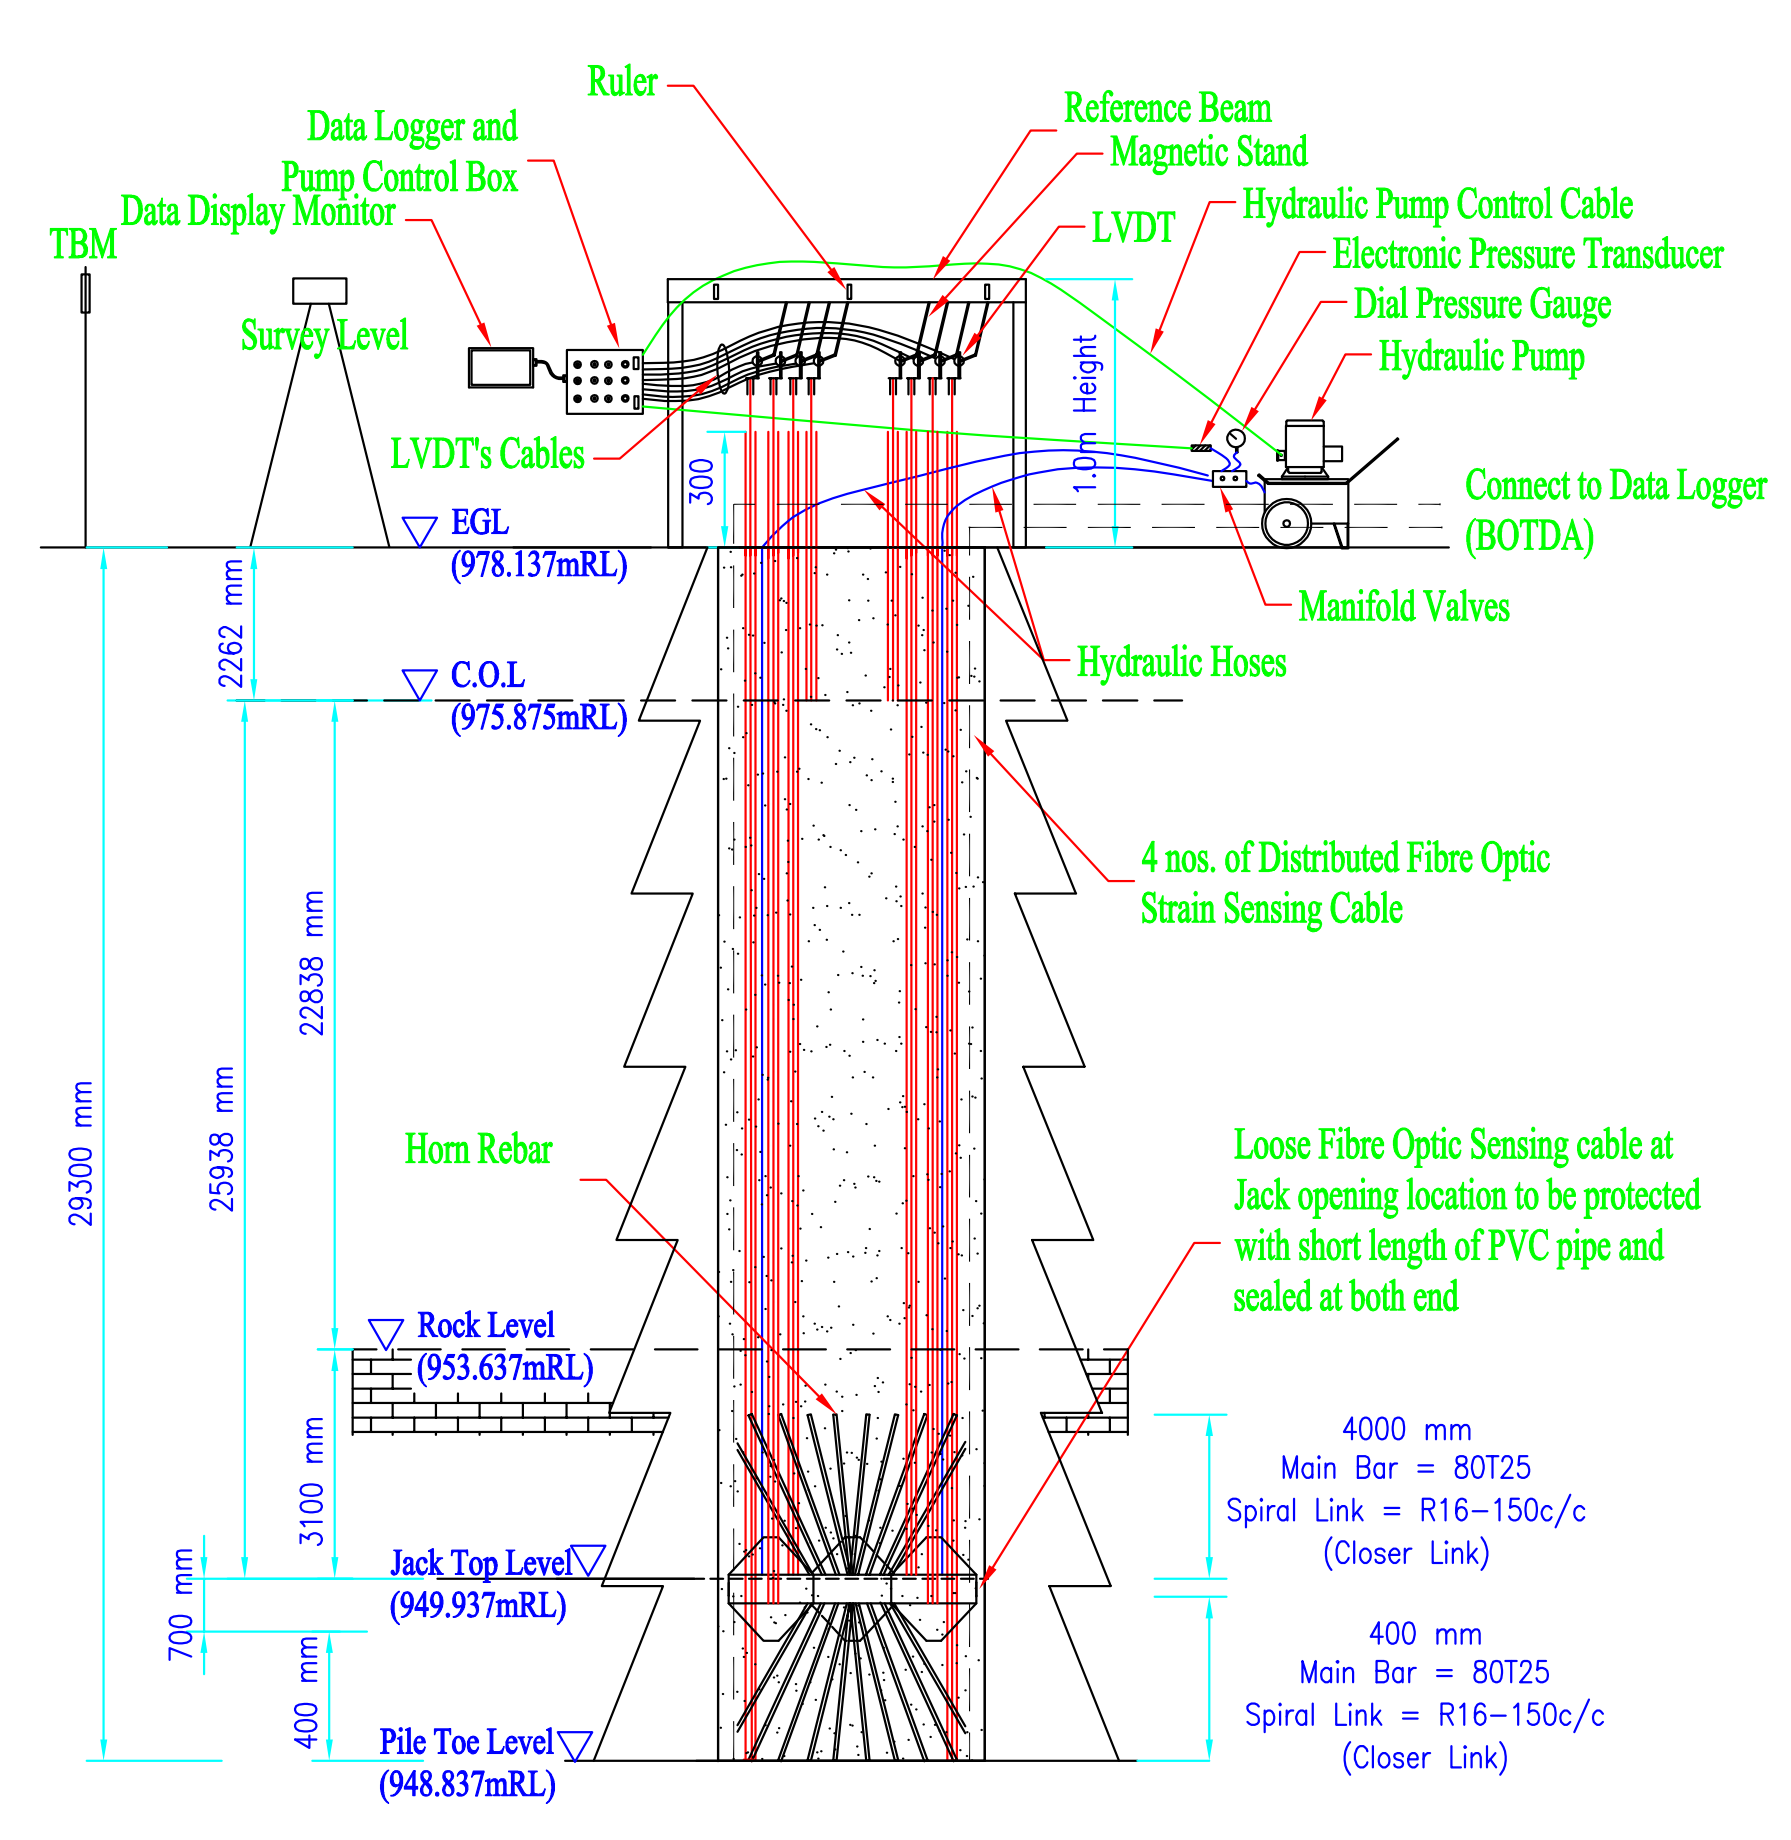 Ruler
Reference Beam
Data Logger and
Pump Control Box
Magnetic Stand
Data Display Monitor
Hydraulic Pump Control Cable
LVDT
TBM
Electronic Pressure Transducer
Dial Pressure Gauge
Survey Level
Hydraulic Pump
1.0m Height
LVDT's Cables
300
Connect to Data Logger
(BOTDA)
EGL
(978.137mRL)
2262 mm
Manifold Valves
Hydraulic Hoses
C.O.L
(975.875mRL)
4 nos. of Distributed Fibre Optic
Strain Sensing Cable
22838 mm
25938 mm
29300 mm
Horn Rebar
Loose Fibre Optic Sensing cable at
Jack opening location to be protected
with short length of PVC pipe and
sealed at both end
Rock Level
(953.637mRL)
3100 mm
4000 mm
Main Bar = 80T25
Spiral Link = R16-150c/c
(Closer Link)
Jack Top Level
(949.937mRL)
700 mm
400 mm
400 mm
Main Bar = 80T25
Spiral Link = R16-150c/c
(Closer Link)
Pile Toe Level
(948.837mRL)